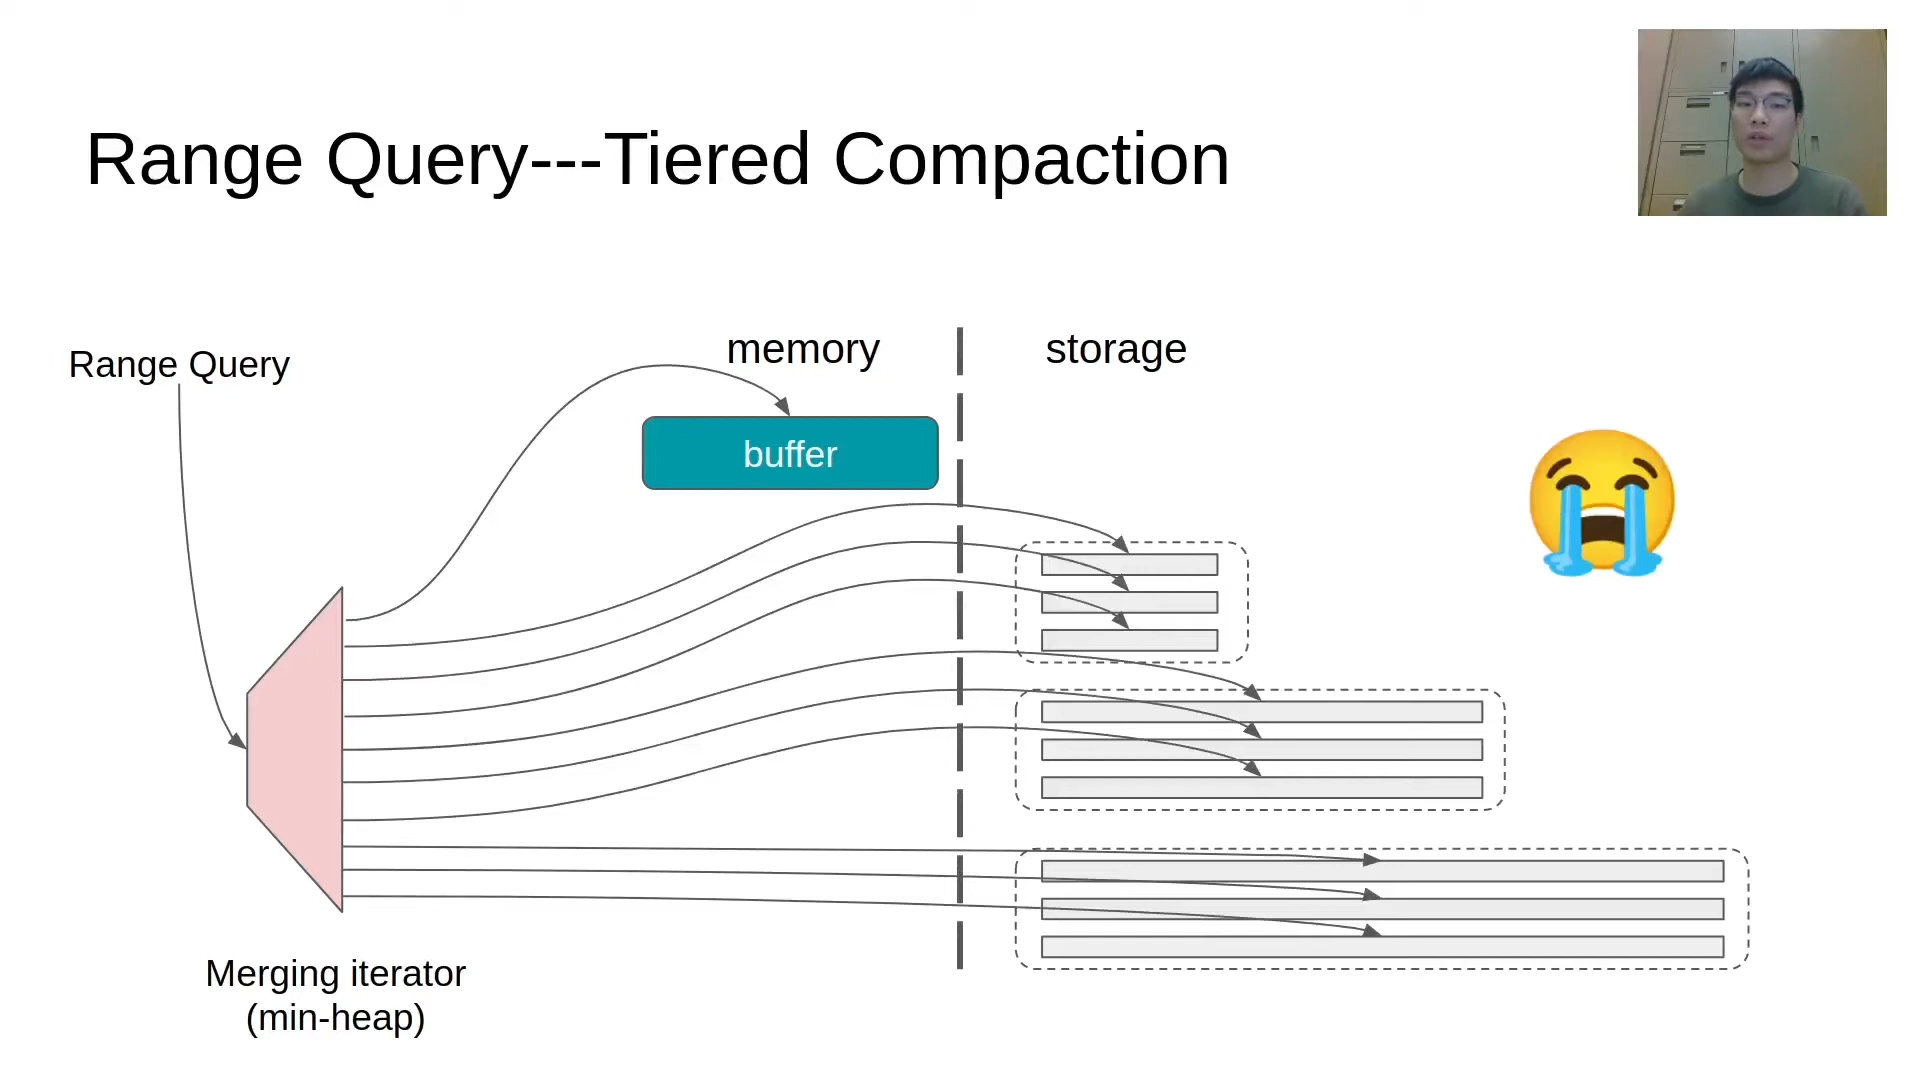 Range Query---Tiered Compaction
Range Query
memory
storage
buffer
Merging iterator
(min-heap)